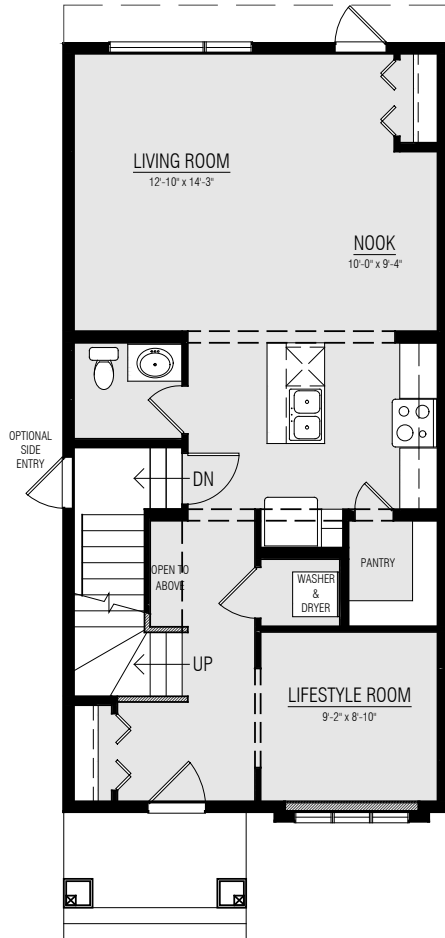 LIVING ROOM
12'-10" x 14'-3"
NOOK
10'-0" x 9'-4"
OPTIONAL
SIDE
ENTRY
DN
OPEN TO
ABOVE
PANTRY
WASHER
&
DRYER
UP
LIFESTYLE ROOM
9'-2" x 8'-10"